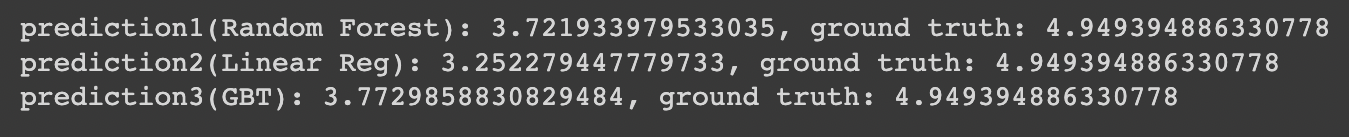 prediction1(Random Forest): 3.721933979533035, ground truth: 4.949394886330778
prediction2(Linear Reg): 3.252279447779733, ground truth: 4.949394886330778
prediction3(GBT): 3.7729858830829484, ground truth: 4.949394886330778